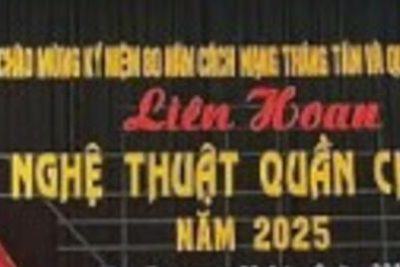 CHÀO MỪNG KỶ NIỆM 80 NĂM CÁCH MẠNG THÁNG TÁM VÀ
Liên Hoan
NGHỆ THUẬT QUẦN
NĂM 2025